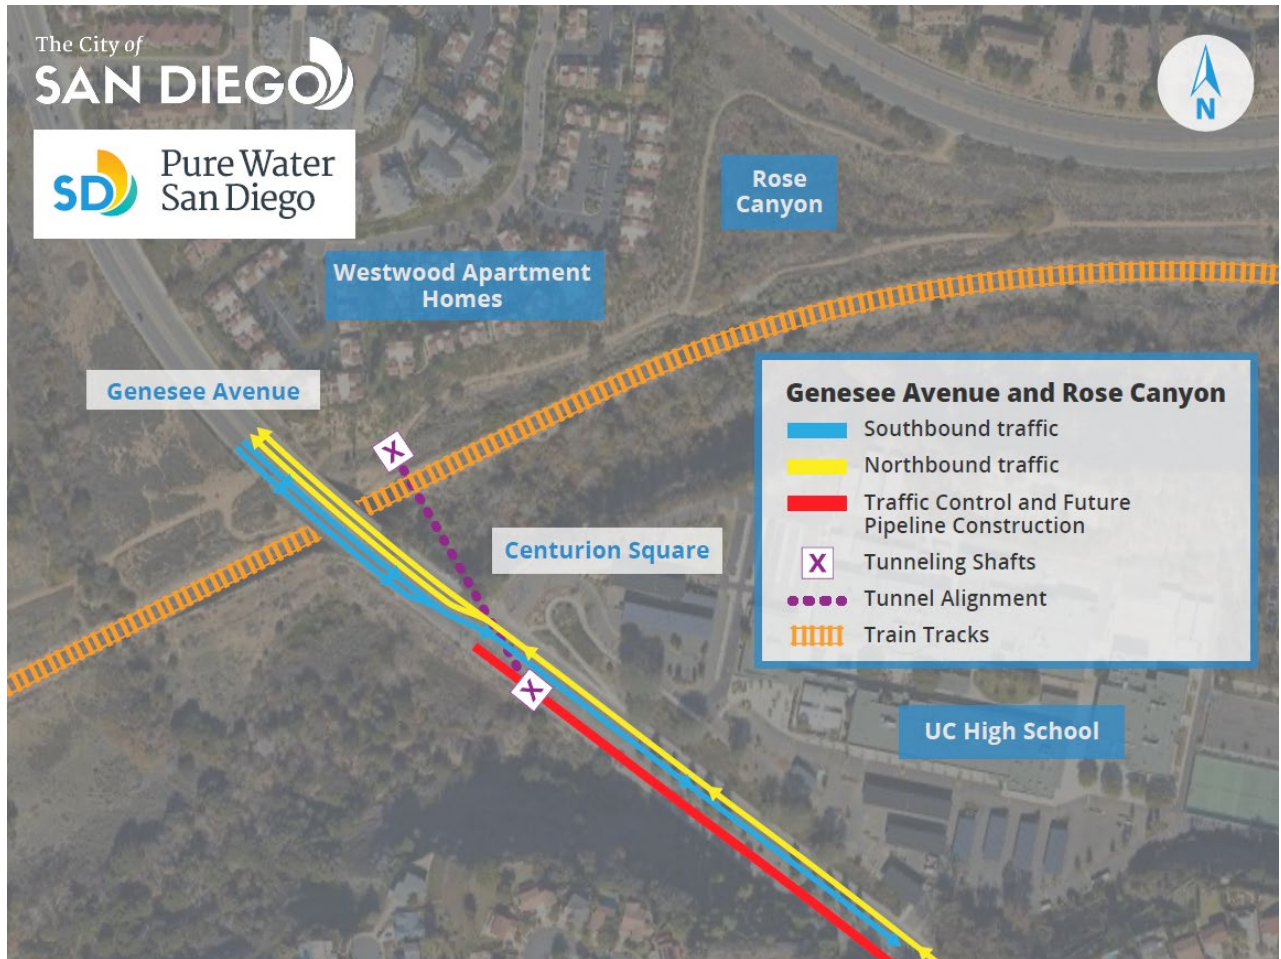 The City of
SAN DIEGO
SD
Pure Water
San Diego
N
Rose
Canyon
Westwood Apartment
Homes
Genesee Avenue
X
Centurion Square
X
UC High School
Genesee Avenue and Rose Canyon
Southbound traffic
Northbound traffic
Traffic Control and Future
Pipeline Construction
X Tunneling Shafts
Tunnel Alignment
Train Tracks